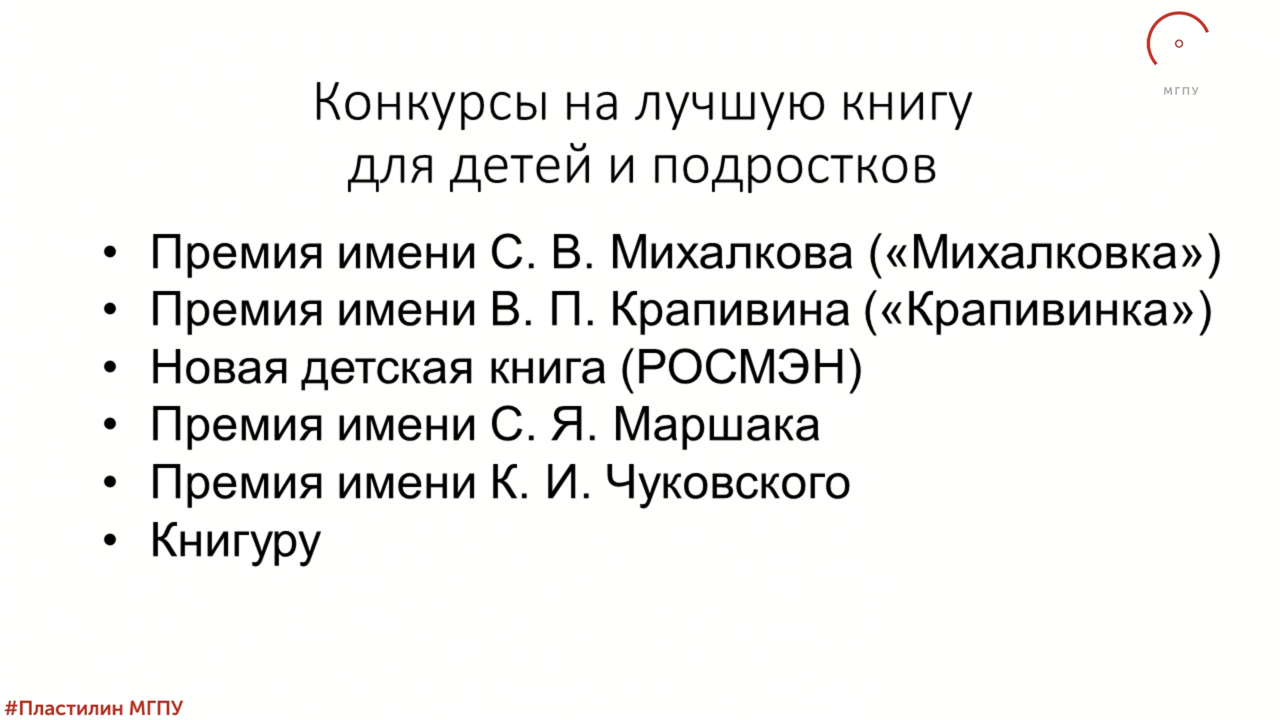 МГПУ
Конкурсы на лучшую книгу
для детей и подростков
• Премия имени С. В. Михалкова («Михалковка»)
• Премия имени В. П. Крапивина («Крапивинка»)
• Новая детская книга (РОСМЭН)
• Премия имени С. Я. Маршака
• Премия имени К. И. Чуковского
• Книгуру
#Пластилин МГПУ